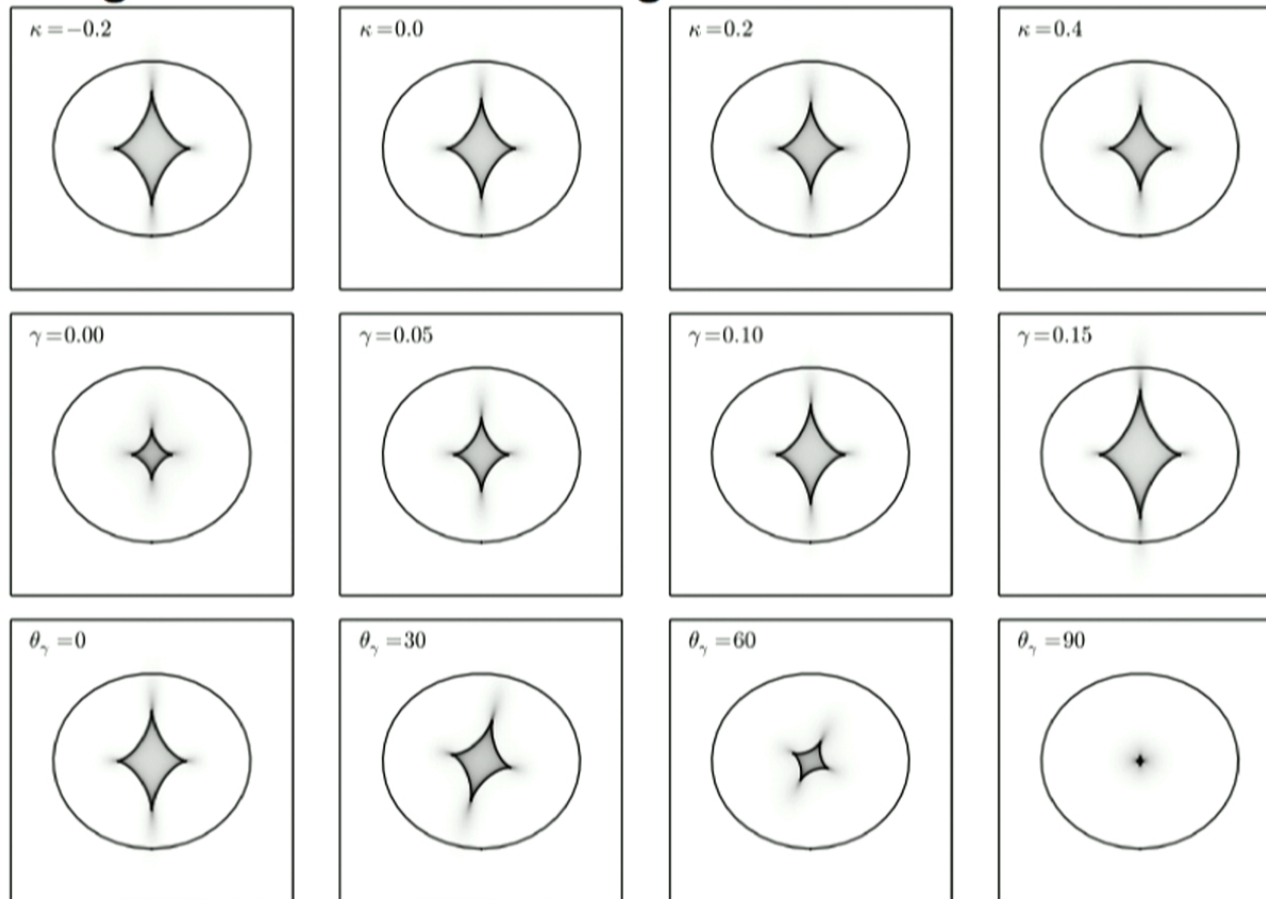 κ = −0.2
κ = 0.0
κ = 0.2
κ = 0.4
γ = 0.00
γ = 0.05
γ = 0.10
γ = 0.15
θγ = 0
θγ = 30
θγ = 60
θγ = 90